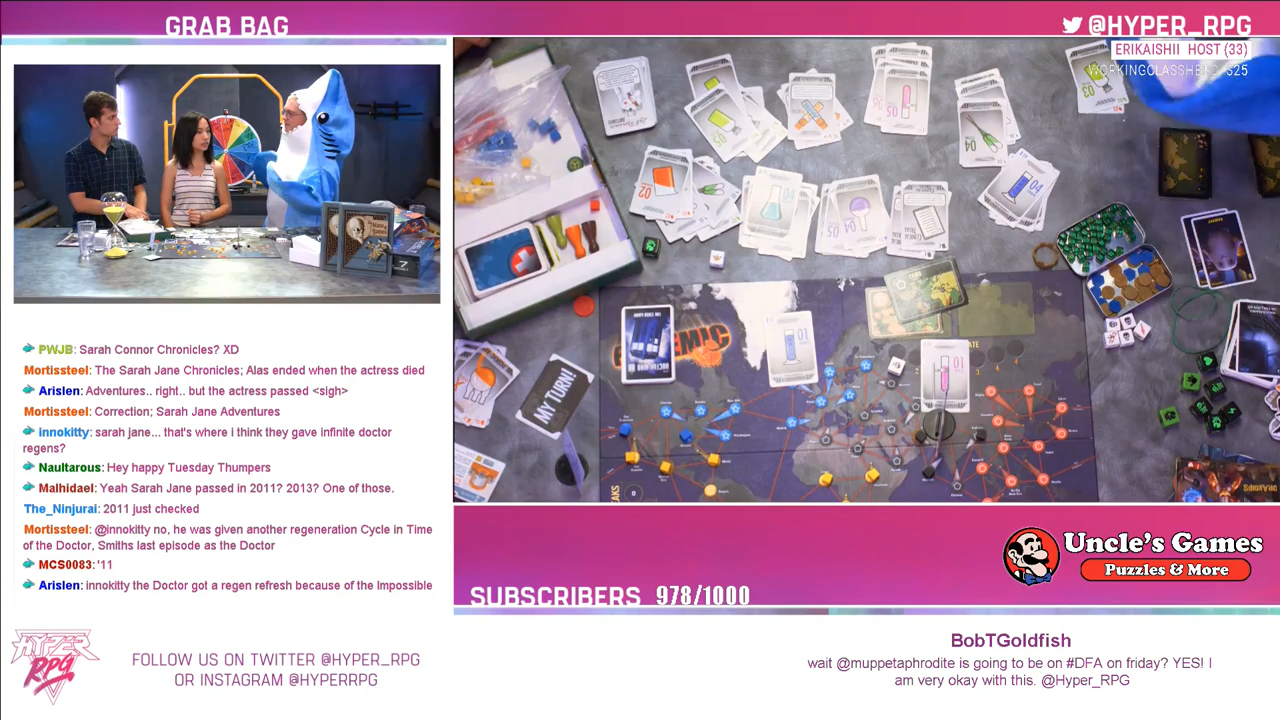 GRAB BAG
@HYPER_RPG
ERIKAISHII HOST (33)
PWJB: Sarah Connor Chronicles? XD
Mortissteel: The Sarah Jane Chronicles; Alas ended when the actress died
Arislen: Adventures.. right.. but the actress passed <sigh>
Mortissteel: Correction; Sarah Jane Adventures
innokitty: sarah jane... that's where i think they gave infinite doctor
regens?
Naultarous: Hey happy Tuesday Thumpers
Malhidael: Yeah Sarah Jane passed in 2011? 2013? One of those.
The_Ninjurai: 2011 just checked
Mortissteel: @innokitty no, he was given another regeneration Cycle in Time
of the Doctor, Smiths last episode as the Doctor
MCS0083: '11
Arislen: innokitty the Doctor got a regen refresh because of the Impossible
MY TURN!
SUBSCRIBERS 978/1000
Uncle's Games
Puzzles & More
HYPER
RPG
FOLLOW US ON TWITTER @HYPER_RPG
OR INSTAGRAM @HYPERRPG
BobTGoldfish
wait @muppetaphrodite is going to be on #DFA on friday? YES! I
am very okay with this. @Hyper_RPG